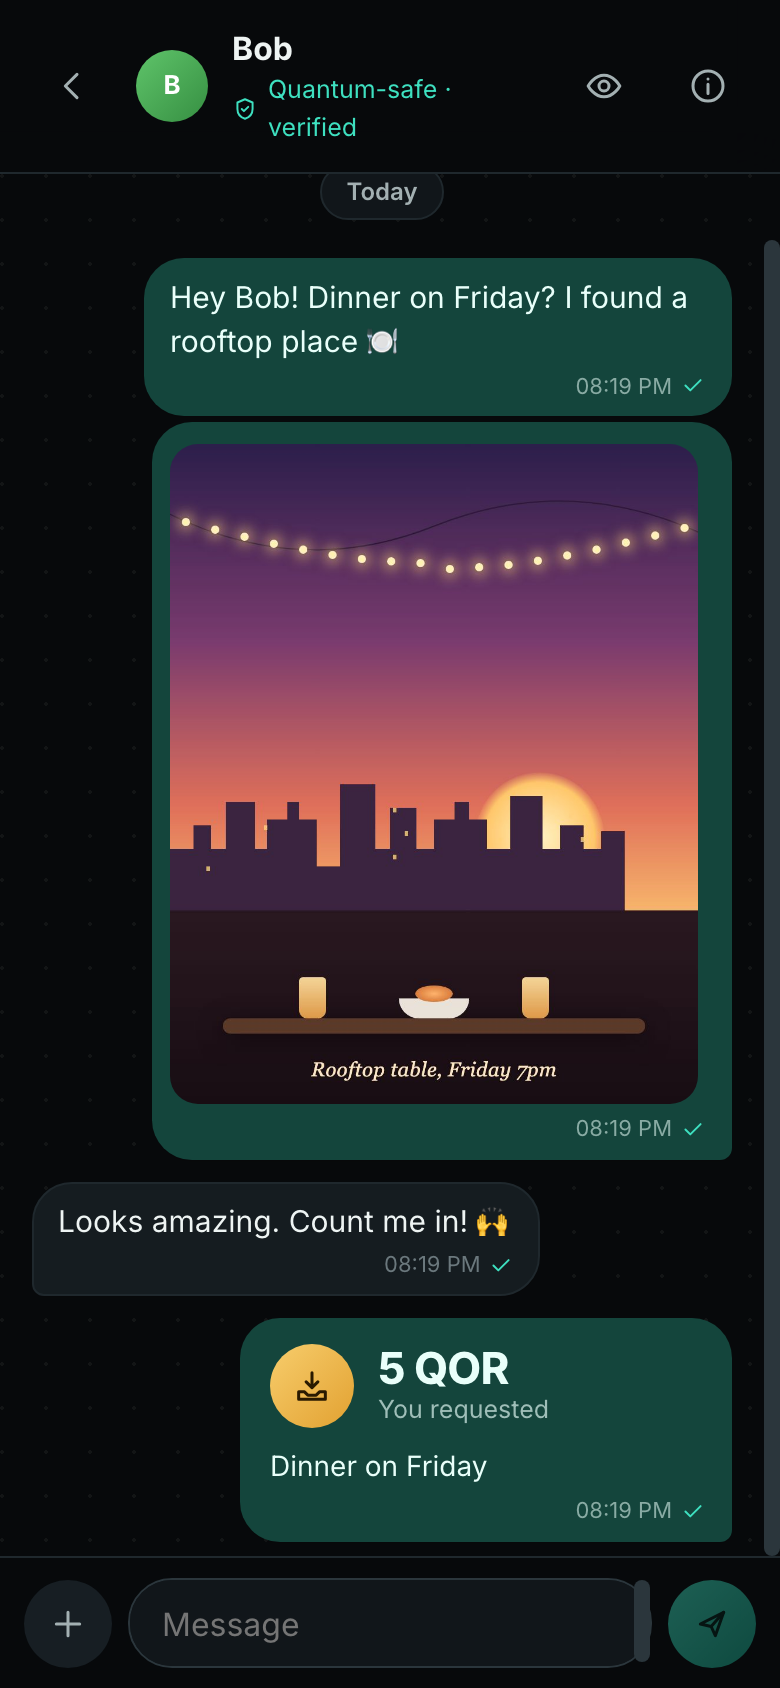 Bob
B
Quantum-safe ·
verified
Today
Hey Bob! Dinner on Friday? I found a
rooftop place 🍽️
08:19 PM
Rooftop table, Friday 7pm
08:19 PM
Looks amazing. Count me in! 🙌
08:19 PM
5 QOR
You requested
Dinner on Friday
08:19 PM
Message